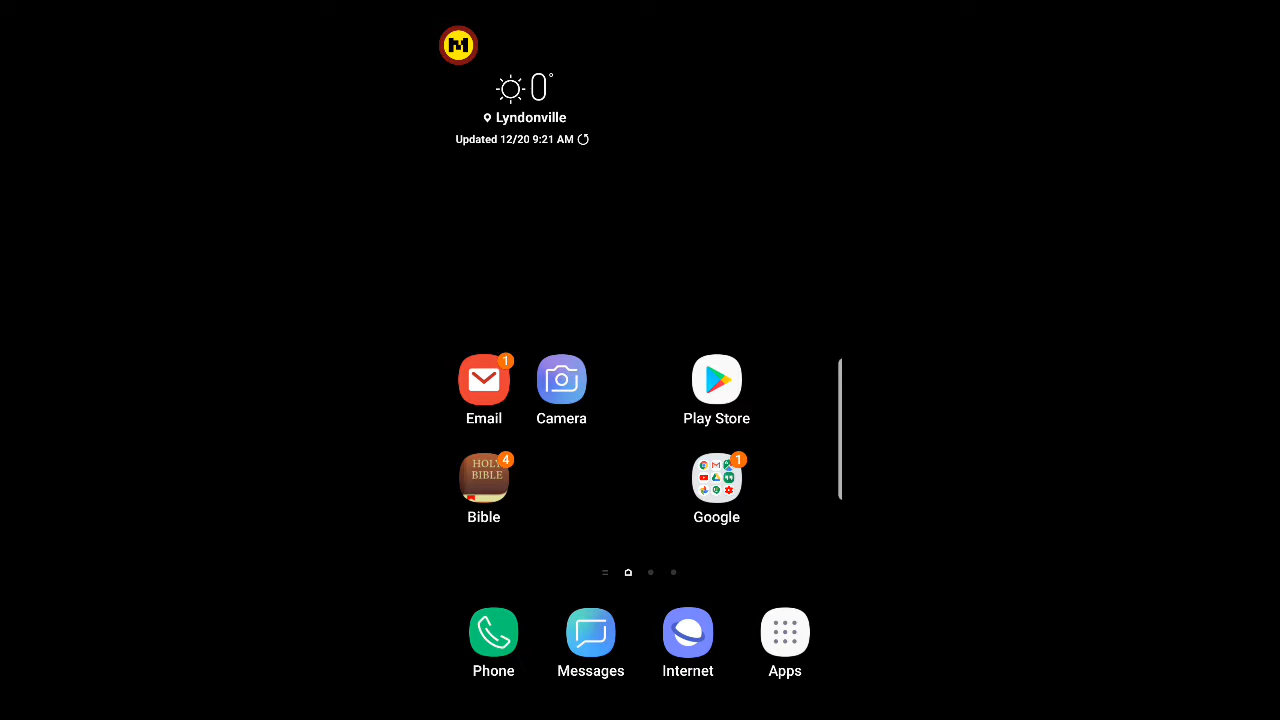 M
0°
Lyndonville
Updated 12/20 9:21 AM
1
Email
Camera
Play Store
4
HOLY
BIBLE
Bible
1
Google
Phone
Messages
Internet
Apps